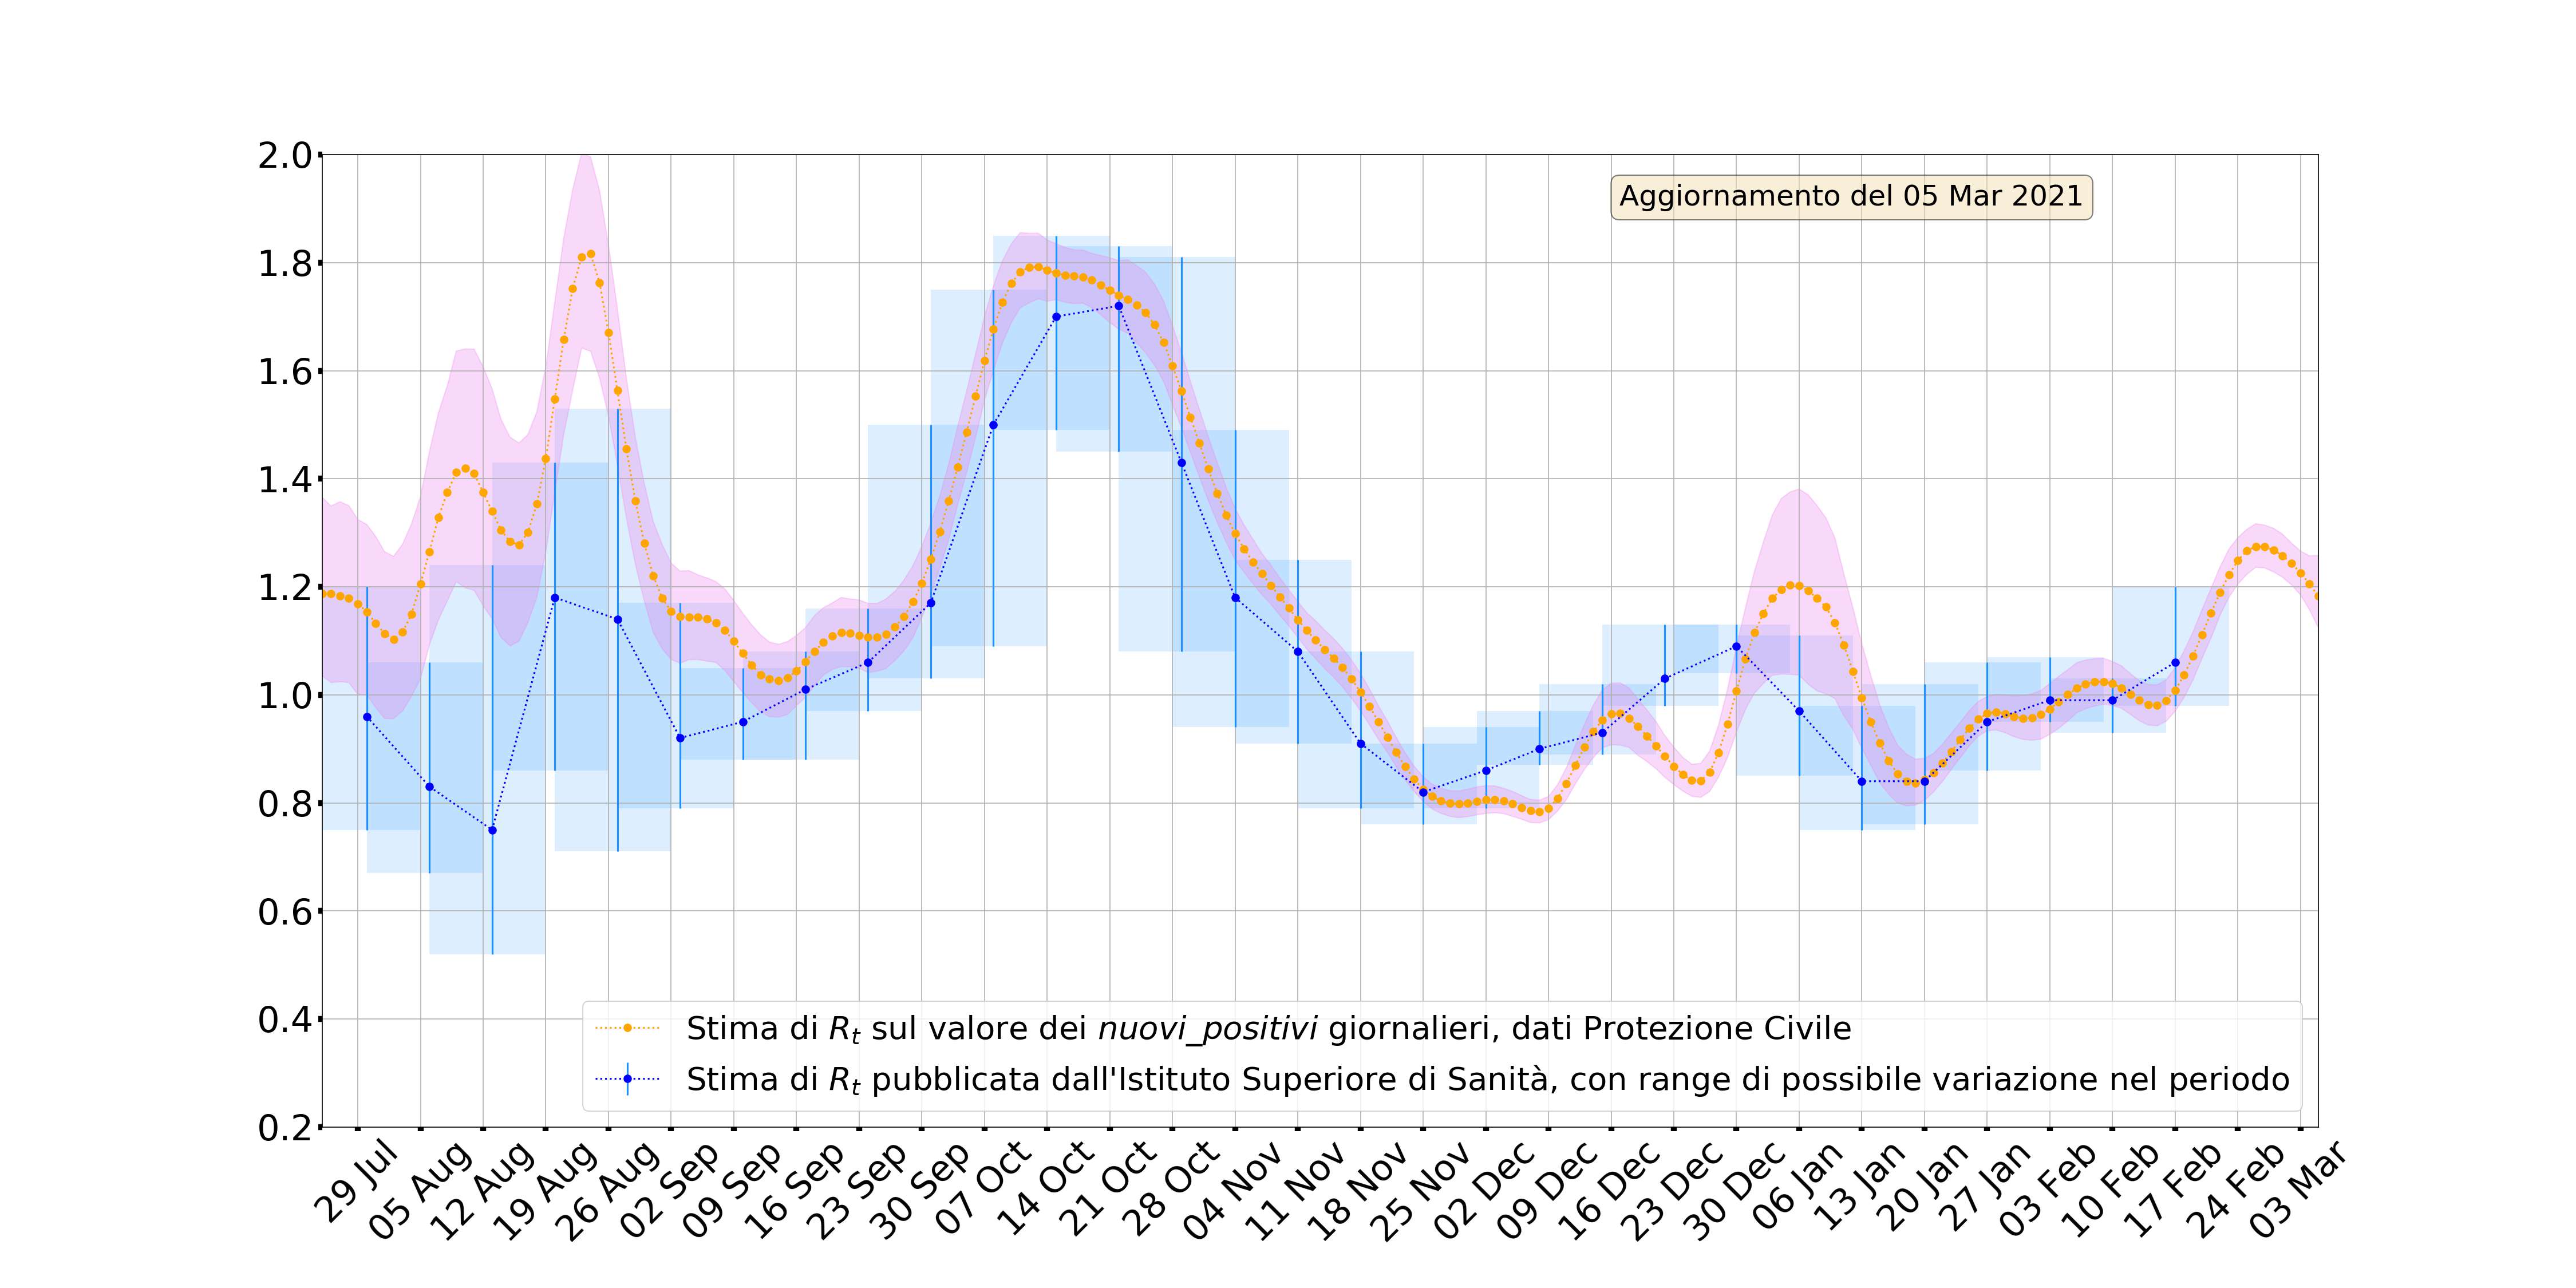 2.0
1.8
1.6
1.4
1.2
1.0
0.8
0.6
0.4
0.2
Aggiornamento del 05 Mar 2021
Stima di Rt sul valore dei nuovi_positivi giornalieri, dati Protezione Civile
Stima di Rt pubblicata dall'Istituto Superiore di Sanità, con range di possibile variazione nel periodo
29 Jul
05 Aug
12 Aug
19 Aug
26 Aug
02 Sep
09 Sep
16 Sep
23 Sep
30 Sep
07 Oct
14 Oct
21 Oct
28 Oct
04 Nov
11 Nov
18 Nov
25 Nov
02 Dec
09 Dec
16 Dec
23 Dec
30 Dec
06 Jan
13 Jan
20 Jan
27 Jan
03 Feb
10 Feb
17 Feb
24 Feb
03 Mar